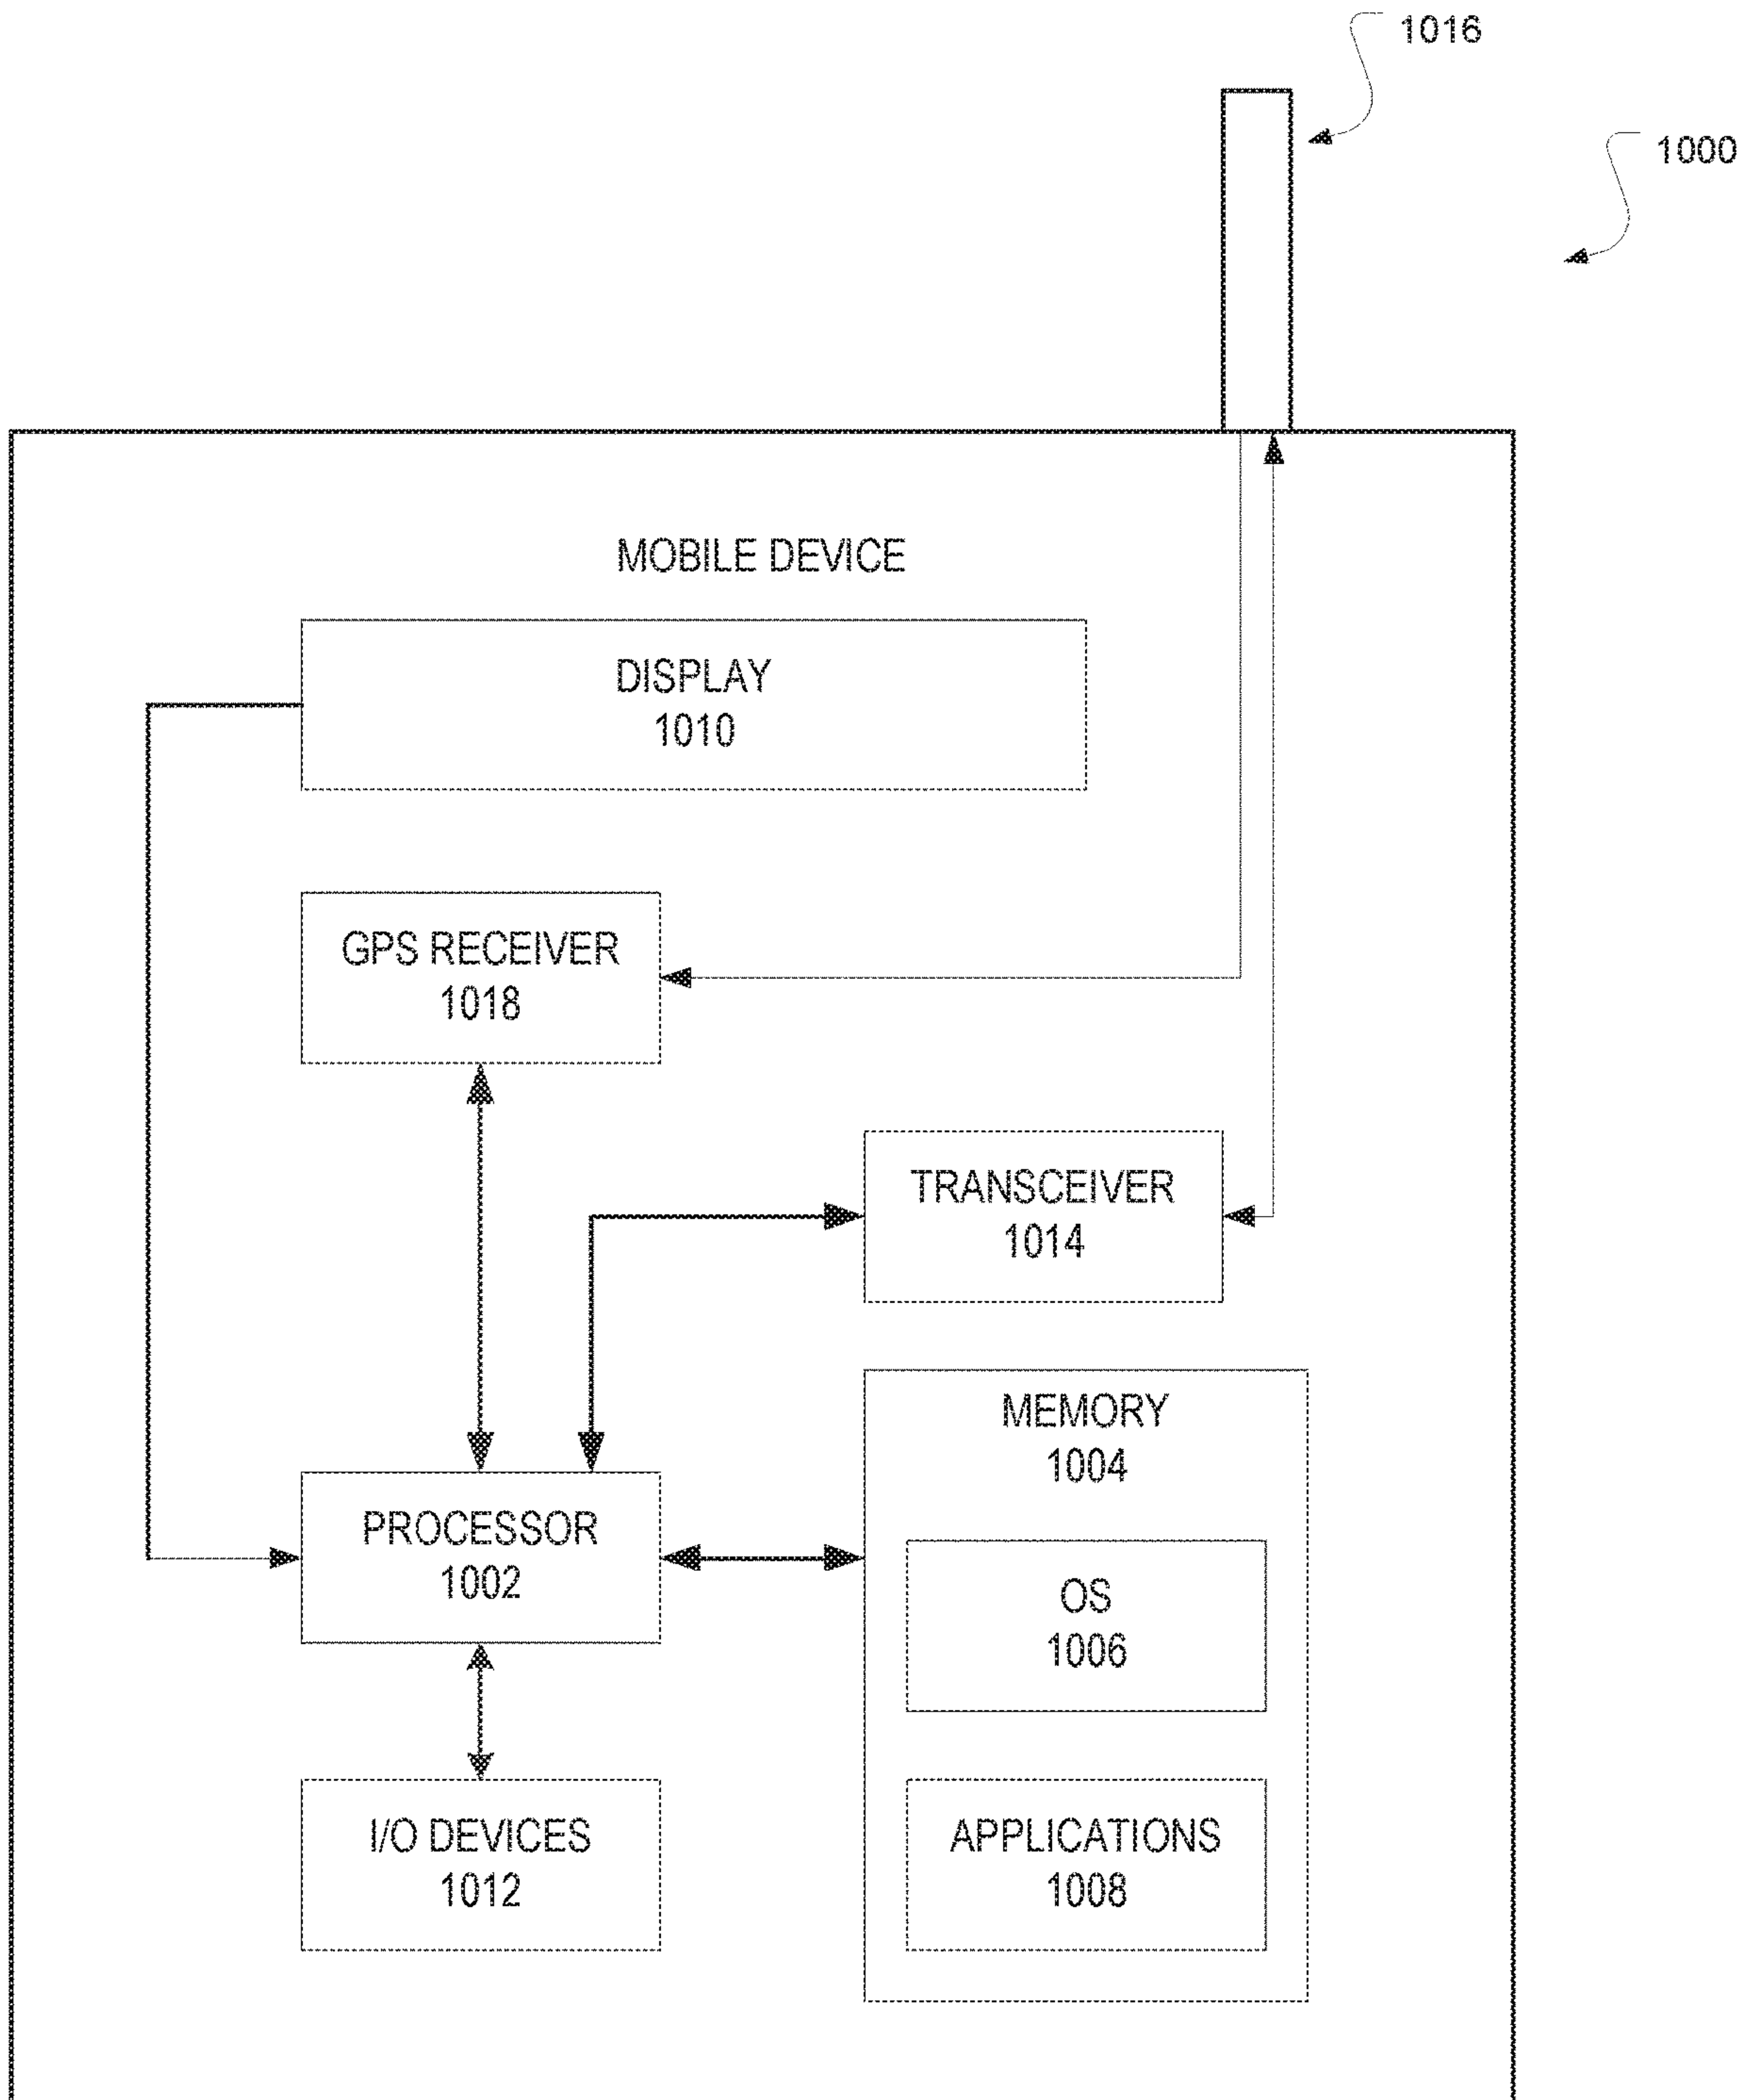 1016
1000
MOBILE DEVICE
DISPLAY
1010
GPS RECEIVER
1018
TRANSCEIVER
1014
MEMORY
1004
PROCESSOR
1002
OS
1006
I/O DEVICES
1012
APPLICATIONS
1008